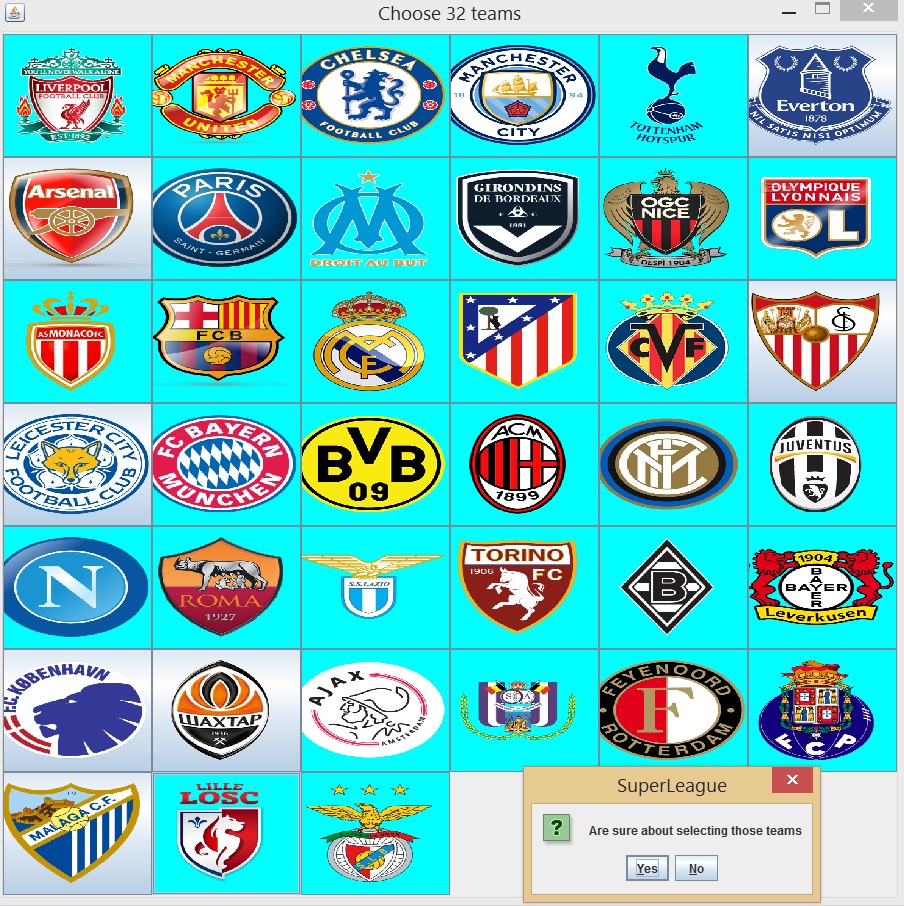 Choose 32 teams
YOU'LL NEVER WALK ALONE
LIVERPOOL
FOOTBALL CLUB
EST·1892
MANCHESTER
UNITED
CHELSEA
FOOTBALL CLUB
MANCHESTER
18 94
CITY
TOTTENHAM
HOTSPUR
Everton
1878
NIL SATIS NISI OPTIMUM
Arsenal
PARIS
SAINT-GERMAIN
DROIT AU BUT
GIRONDINS
DE BORDEAUX
F C
1881
OGC
NICE
DESPÍ 1904
OLYMPIQUE
LYONNAIS
OL
AS MONACO FC
FCB
CVF
LEICESTER CITY
FOOTBALL CLUB
FC BAYERN
MÜNCHEN
BVB
09
ACM
1899
JUVENTUS
N
ROMA
1927
S.S.LAZIO
TORINO
1906 FC
B
1904
BAYER
BAYER
Leverkusen
F.C. KØBENHAVN
ШАХТАР
1936
AJAX
AMSTERDAM
FEYENOORD
F
ROTTERDAM
FCP
MALAGA C.F.
LILLE
LOSC
SuperLeague
Are sure about selecting those teams
Yes No